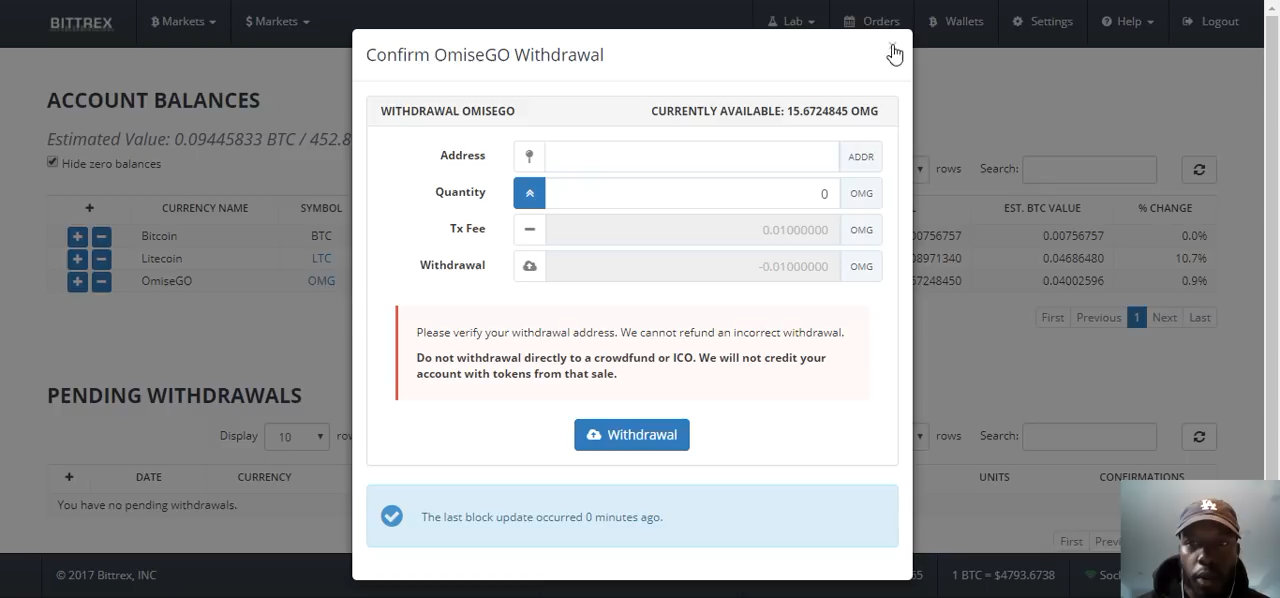 BITTREX
Ƀ Markets
$ Markets
Lab
Orders
Ƀ Wallets
Settings
Help
Logout
Confirm OmiseGO Withdrawal
WITHDRAWAL OMISEGO
CURRENTLY AVAILABLE: 15.6724845 OMG
Address
ADDR
Quantity
0
OMG
Tx Fee
0.01000000
OMG
Withdrawal
-0.01000000
OMG
Please verify your withdrawal address. We cannot refund an incorrect withdrawal.
Do not withdrawal directly to a crowdfund or ICO. We will not credit your
account with tokens from that sale.
Withdrawal
The last block update occurred 0 minutes ago.
ACCOUNT BALANCES
Estimated Value: 0.09445833 BTC / 452.8
Hide zero balances
rows
Search:
+ CURRENCY NAME SYMBOL
EST. BTC VALUE % CHANGE
+ − Bitcoin BTC
00756757 0.00756757 0.0%
+ − Litecoin LTC
08971340 0.04686480 10.7%
+ − OmiseGO OMG
67248450 0.04002596 0.9%
First Previous 1 Next Last
PENDING WITHDRAWALS
Display 10
rows
Search:
+ DATE CURRENCY
UNITS CONFIRMATIONS
You have no pending withdrawals.
First
© 2017 Bittrex, INC
1 BTC = $4793.6738
LA